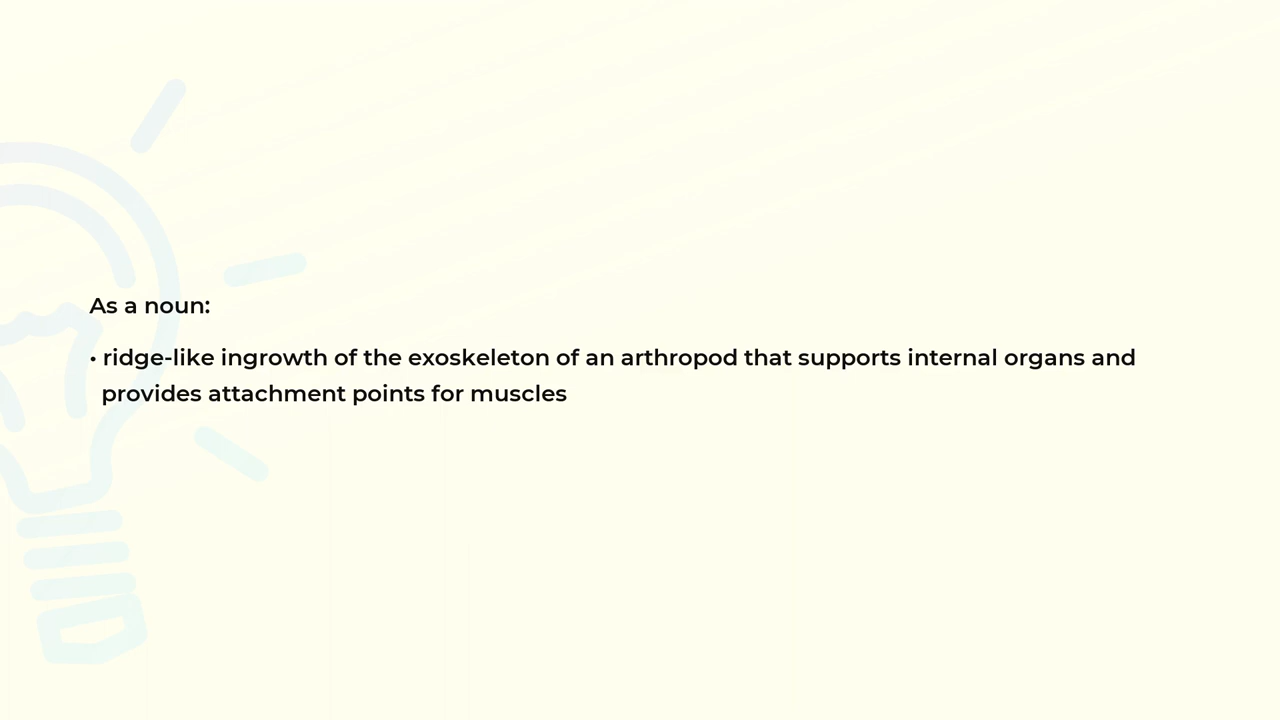 As a noun:
• ridge-like ingrowth of the exoskeleton of an arthropod that supports internal organs and
provides attachment points for muscles